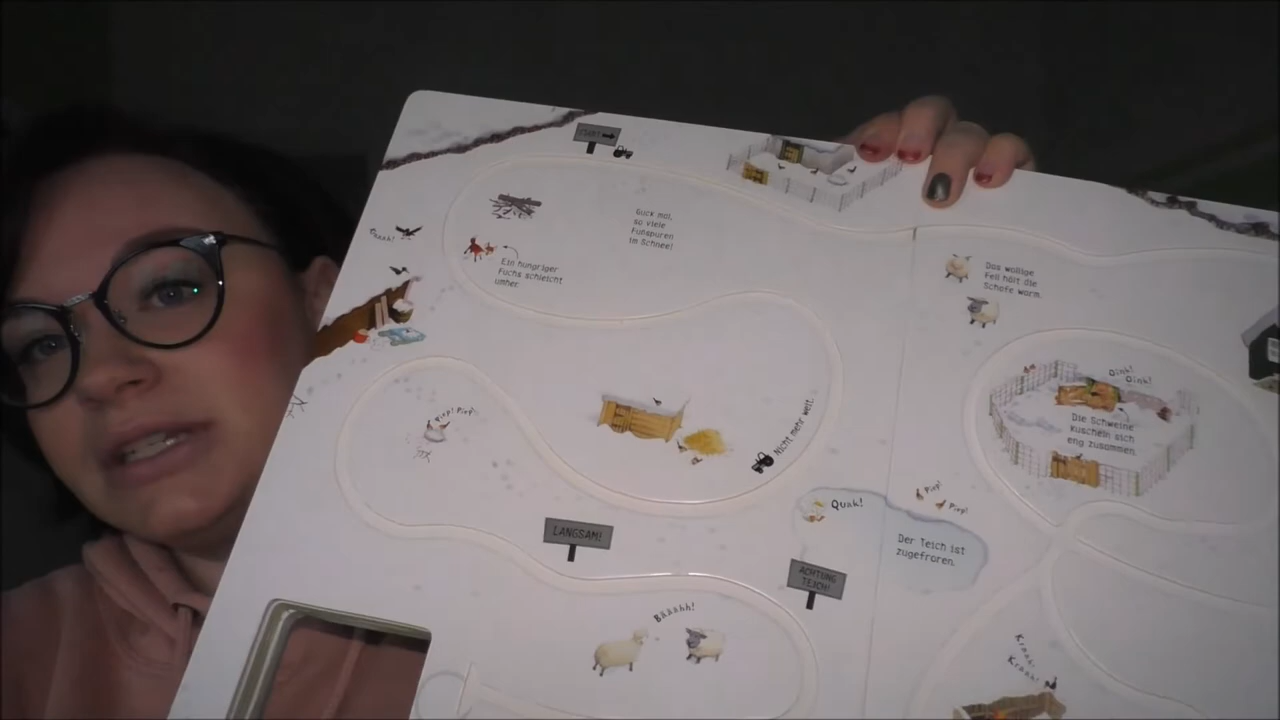 START
Guck mal,
so viele
Fußspuren
im Schnee!
Ein hungriger
Fuchs schleicht
umher.
Das wollige
Fell hält die
Schafe warm.
Oink!
Oink!
Die Schweine
kuscheln sich
eng zusammen.
Piep! Piep!
Nicht mehr weit.
Quak!
Piep!
Piep!
Der Teich ist
zugefroren.
LANGSAM!
ACHTUNG
TEICH!
Bääähh!
Krah!
Kraah!